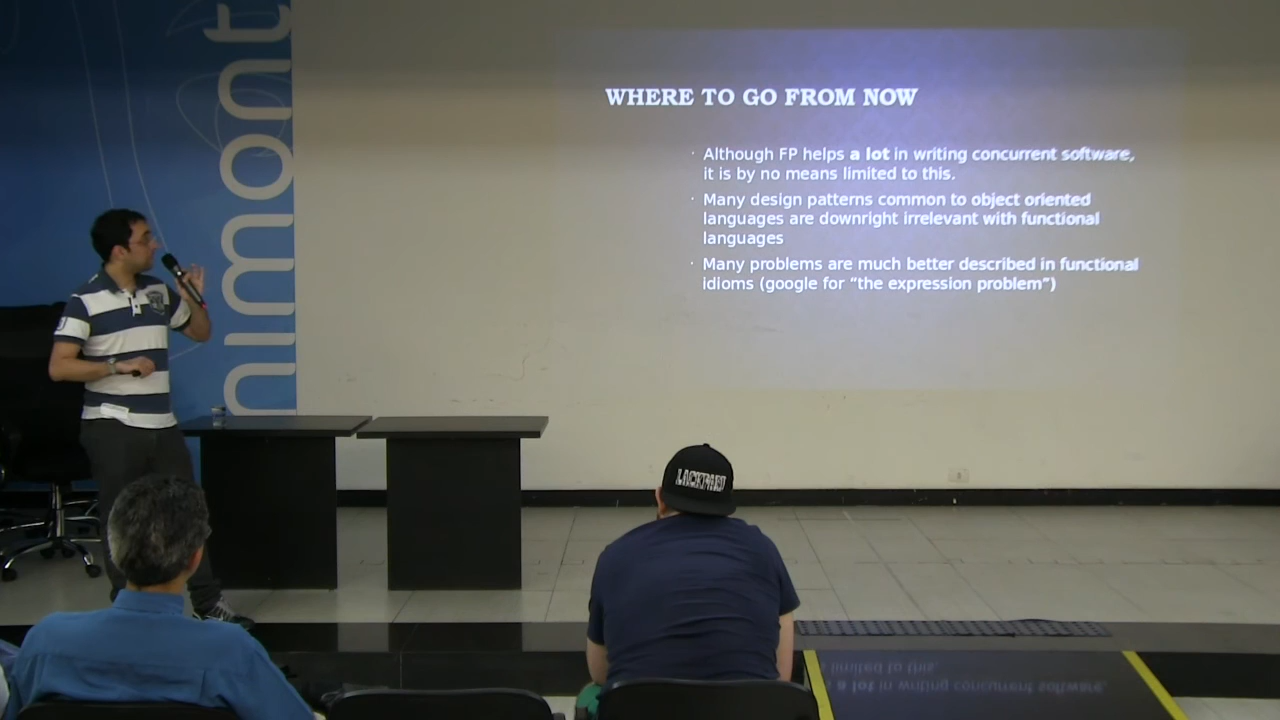 WHERE TO GO FROM NOW
· Although FP helps a lot in writing concurrent software,
it is by no means limited to this.
· Many design patterns common to object oriented
languages are downright irrelevant with functional
languages
· Many problems are much better described in functional
idioms (google for "the expression problem")
nimont